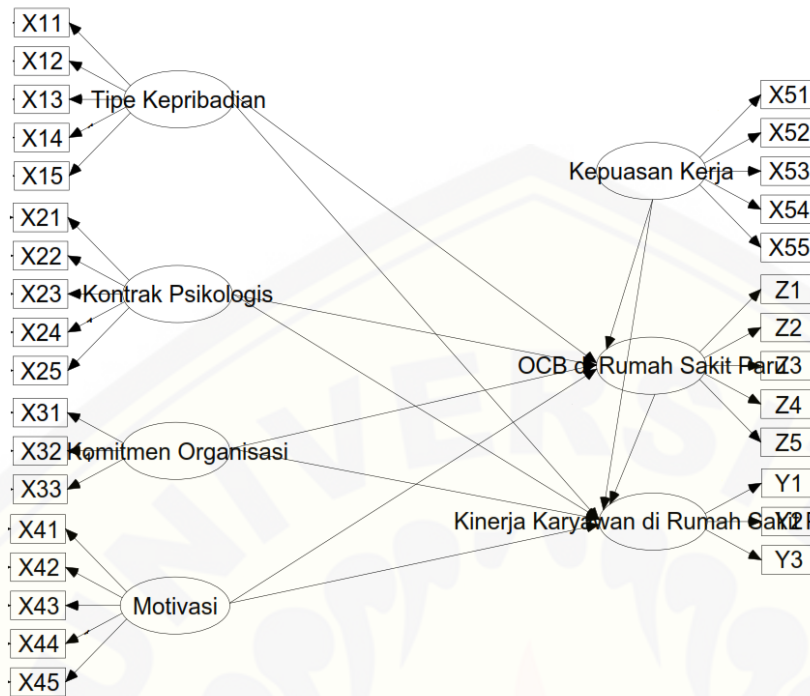 X11
X12
X13
X14
X15
Tipe Kepribadian
X21
X22
X23
X24
X25
Kontrak Psikologis
X31
X32
X33
Komitmen Organisasi
X41
X42
X43
X44
X45
Motivasi
Kepuasan Kerja
X51
X52
X53
X54
X55
OCB di Rumah Sakit Paru
Z1
Z2
Z3
Z4
Z5
Kinerja Karyawan di Rumah Sakit P
Y1
Y2
Y3
UNIVERS